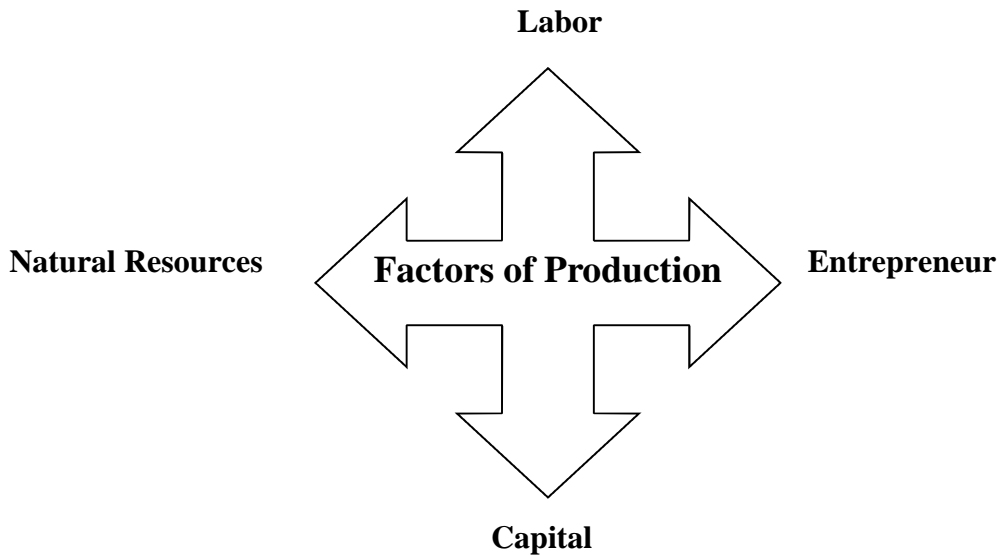 Labor
Natural Resources
Factors of Production
Entrepreneur
Capital